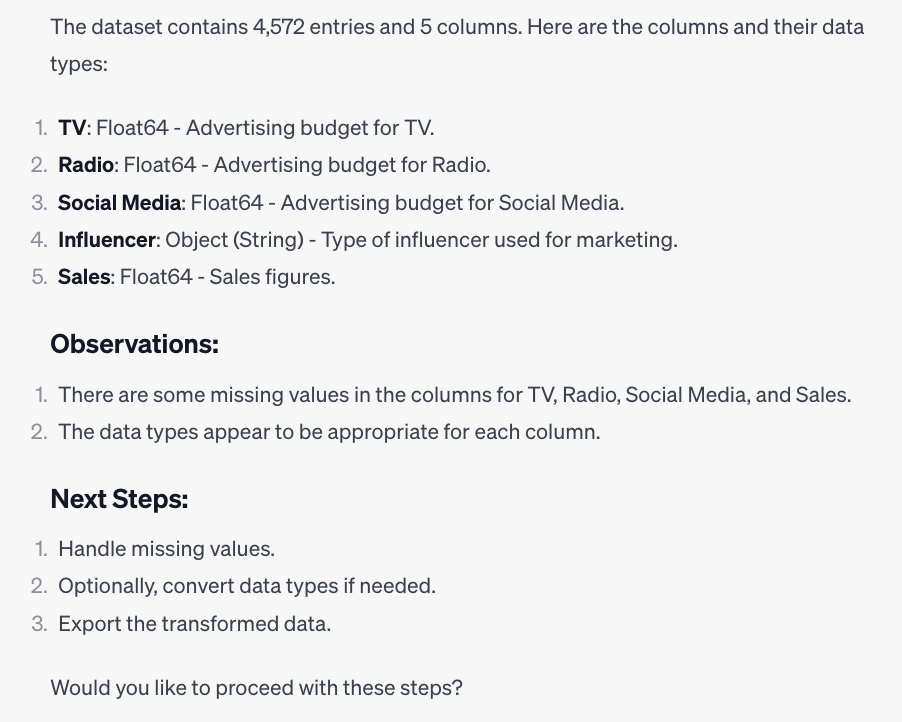 The dataset contains 4,572 entries and 5 columns. Here are the columns and their data
types:
1. TV: Float64 - Advertising budget for TV.
2. Radio: Float64 - Advertising budget for Radio.
3. Social Media: Float64 - Advertising budget for Social Media.
4. Influencer: Object (String) - Type of influencer used for marketing.
5. Sales: Float64 - Sales figures.
Observations:
1. There are some missing values in the columns for TV, Radio, Social Media, and Sales.
2. The data types appear to be appropriate for each column.
Next Steps:
1. Handle missing values.
2. Optionally, convert data types if needed.
3. Export the transformed data.
Would you like to proceed with these steps?